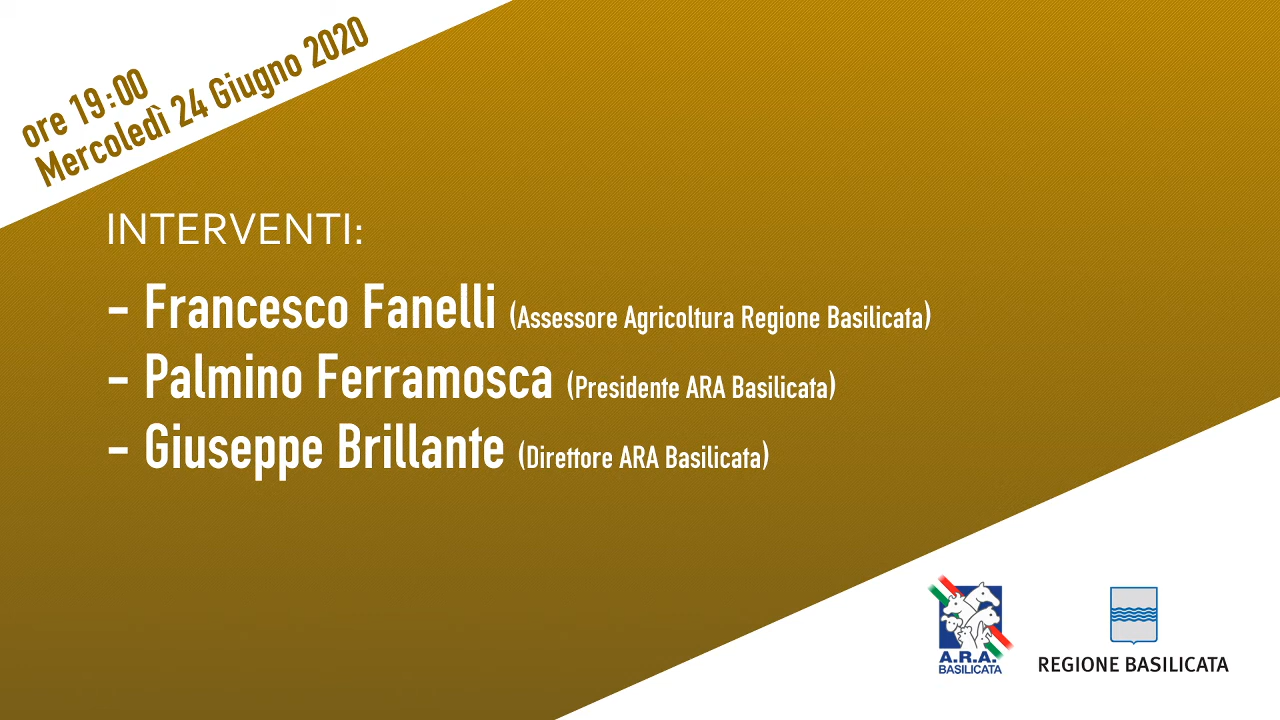 ore 19:00
Mercoledì 24 Giugno 2020
INTERVENTI:
- Francesco Fanelli (Assessore Agricoltura Regione Basilicata)
- Palmino Ferramosca (Presidente ARA Basilicata)
- Giuseppe Brillante (Direttore ARA Basilicata)
A.R.A.
BASILICATA
REGIONE BASILICATA